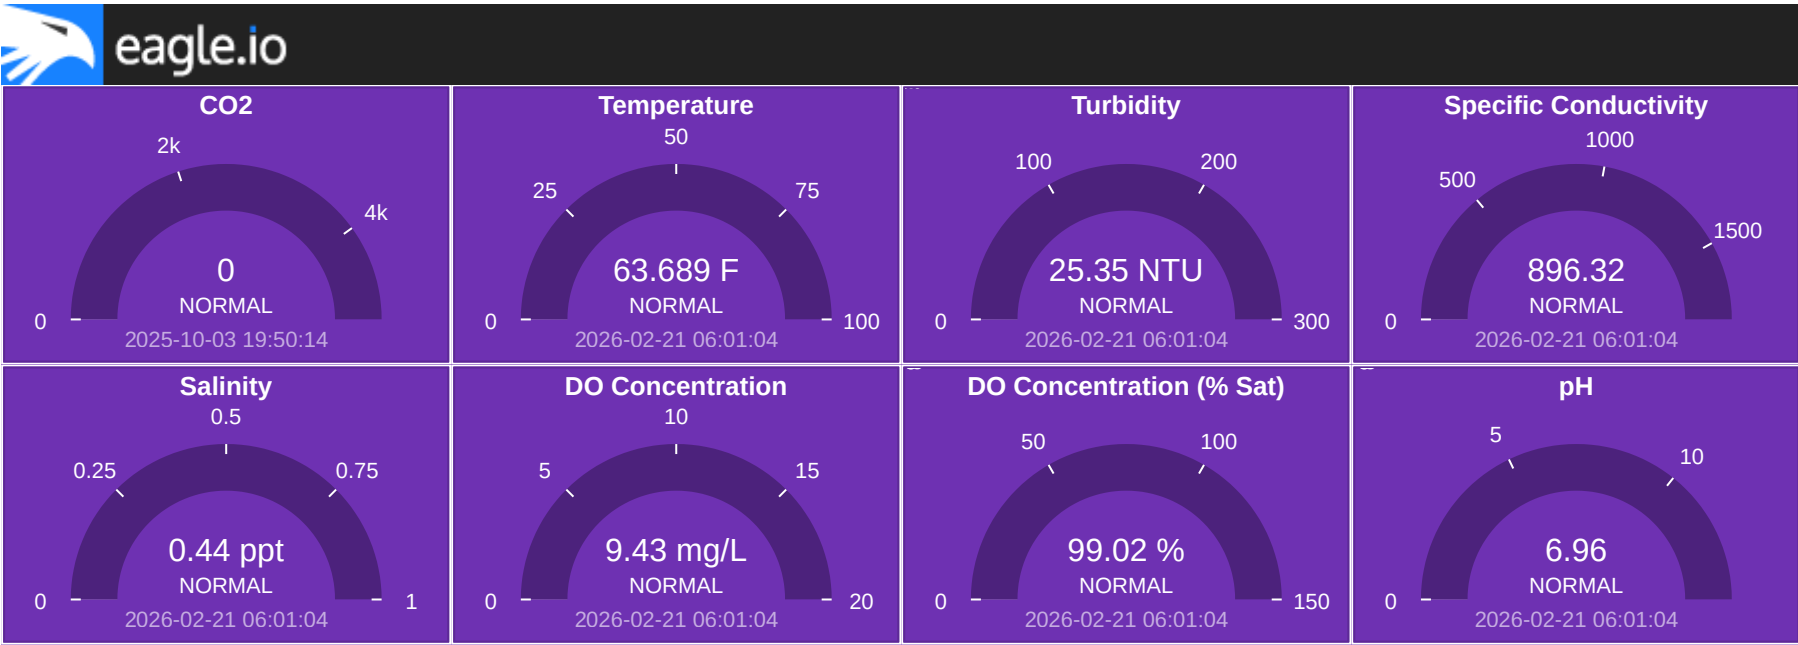 eagle.io
CO2
2k
4k
0
0
NORMAL
2025-10-03 19:50:14
Temperature
50
25
75
63.689 F
NORMAL
0
100
2026-02-21 06:01:04
Turbidity
100
200
25.35 NTU
NORMAL
0
300
2026-02-21 06:01:04
Specific Conductivity
1000
500
1500
896.32
NORMAL
0
2026-02-21 06:01:04
Salinity
0.5
0.25
0.75
0.44 ppt
NORMAL
0
1
2026-02-21 06:01:04
DO Concentration
10
5
15
9.43 mg/L
NORMAL
0
20
2026-02-21 06:01:04
DO Concentration (% Sat)
50
100
99.02 %
NORMAL
0
150
2026-02-21 06:01:04
pH
5
10
6.96
NORMAL
0
2026-02-21 06:01:04